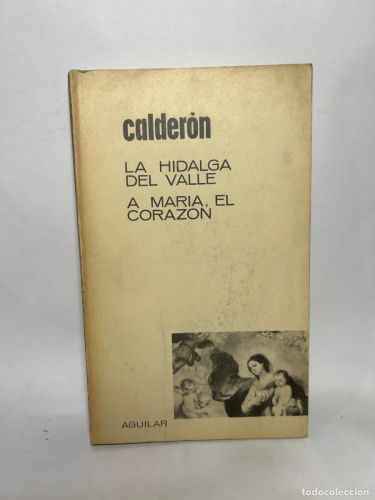 calderón
LA HIDALGA
DEL VALLE
A MARIA, EL
CORAZON
AGUILAR
todocoleccion